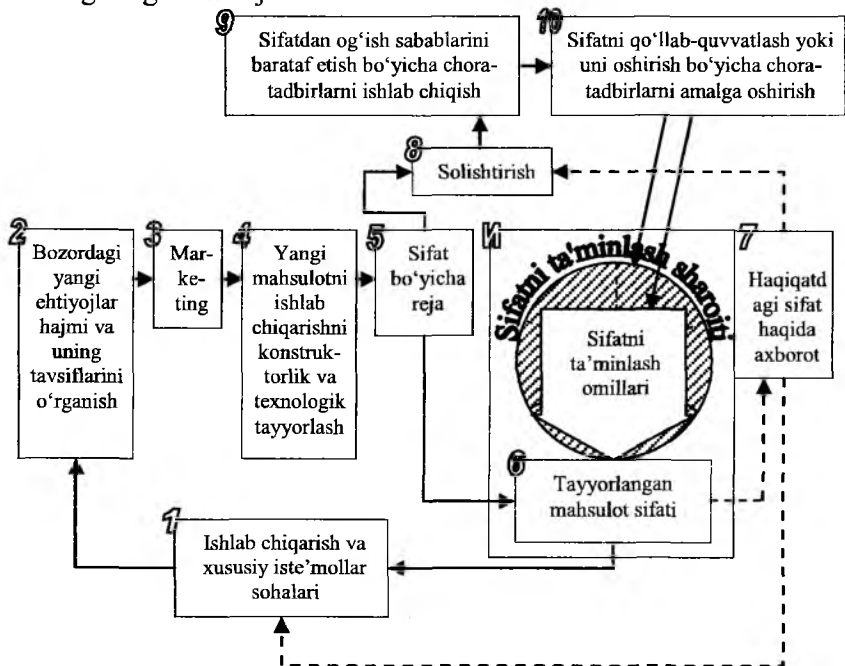 9
Sifatdan og‘ish sabablarini
barataf etish bo‘yicha chora-
tadbirlarni ishlab chiqish
10
Sifatni qo‘llab-quvvatlash yoki
uni oshirish bo‘yicha chora-
tadbirlarni amalga oshirish
8
Solishtirish
2
Bozordagi
yangi
ehtiyojlar
hajmi va
uning
tavsiflarini
o‘rganish
3
Mar-
ke-
ting
4
Yangi
mahsulotni
ishlab
chiqarishni
konstruk-
torlik va
texnologik
tayyorlash
5
Sifat
bo‘yicha
reja
И
Sifatni ta'minlash sharoiti
Sifatni
ta’minlash
omillari
7
Haqiqatd
agi sifat
haqida
axborot
6
Tayyorlangan
mahsulot sifati
1
Ishlab chiqarish va
xususiy iste’mollar
sohalari